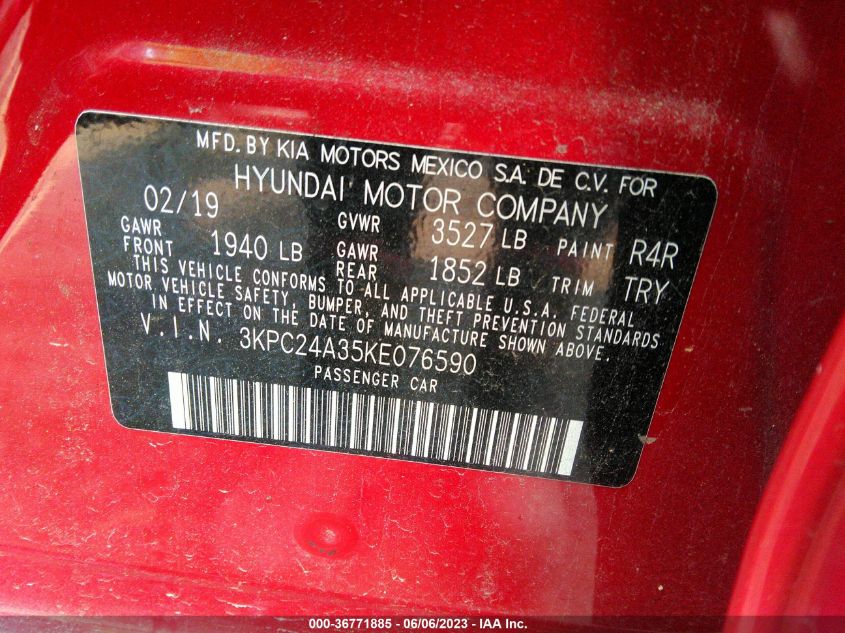 MFD. BY KIA MOTORS MEXICO S.A. DE C.V. FOR
HYUNDAI MOTOR COMPANY
02/19 GVWR 3527 LB PAINT R4R
GAWR FRONT 1940 LB GAWR REAR 1852 LB TRIM TRY
THIS VEHICLE CONFORMS TO ALL APPLICABLE U.S.A. FEDERAL
MOTOR VEHICLE SAFETY, BUMPER, AND THEFT PREVENTION STANDARDS
IN EFFECT ON THE DATE OF MANUFACTURE SHOWN ABOVE.
V.I.N. 3KPC24A35KE076590
PASSENGER CAR
000-36771885 - 06/06/2023 - IAA Inc.